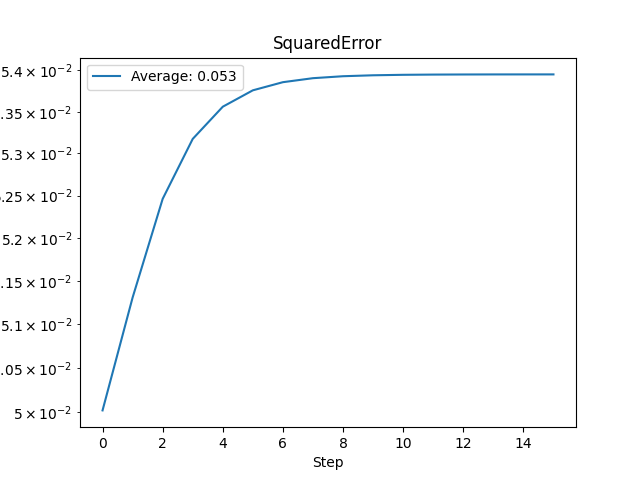 SquaredError
Average: 0.053
5.4 × 10⁻²
5.35 × 10⁻²
5.3 × 10⁻²
.25 × 10⁻²
5.2 × 10⁻²
.15 × 10⁻²
5.1 × 10⁻²
.05 × 10⁻²
5 × 10⁻²
0 2 4 6 8 10 12 14
Step